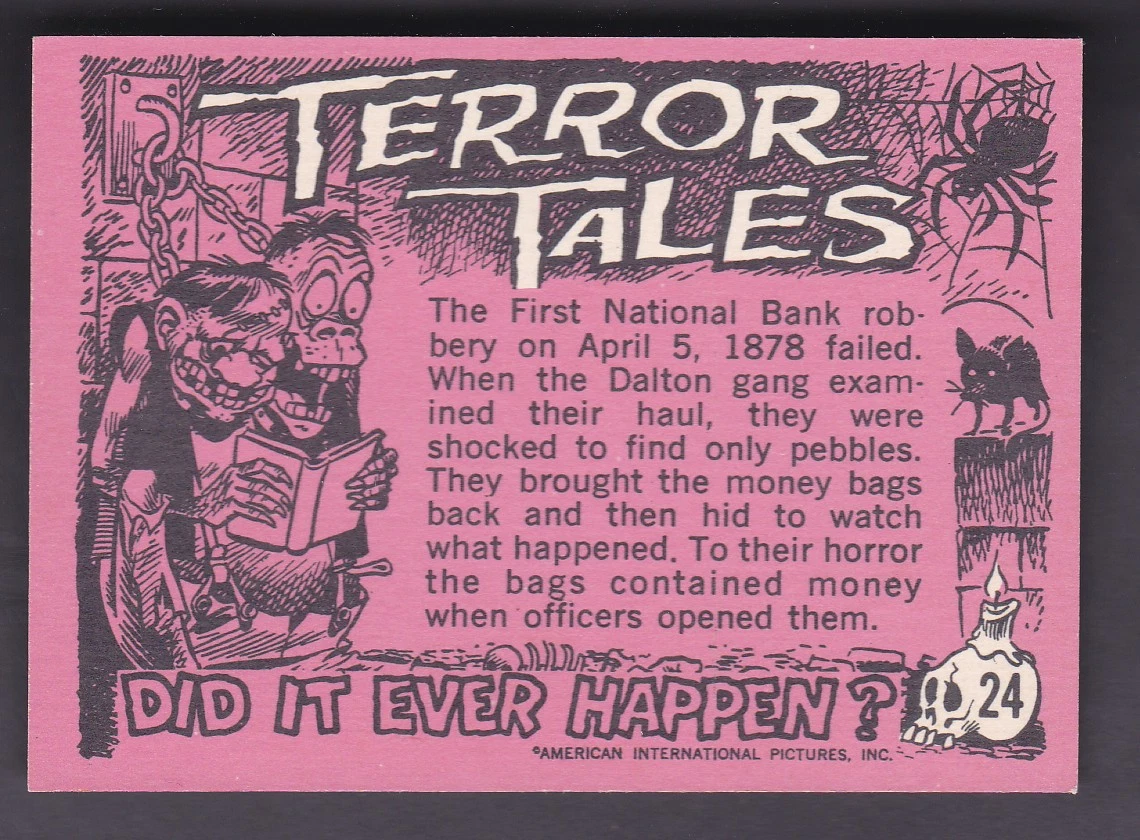 TERROR
TALES
The First National Bank rob-
bery on April 5, 1878 failed.
When the Dalton gang exam-
ined their haul, they were
shocked to find only pebbles.
They brought the money bags
back and then hid to watch
what happened. To their horror
the bags contained money
when officers opened them.
DID IT EVER HAPPEN?
24
©AMERICAN INTERNATIONAL PICTURES, INC.